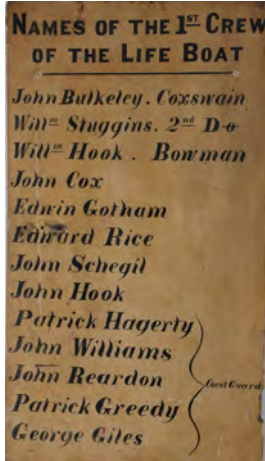 NAMES OF THE 1ST CREW
OF THE LIFE BOAT
John Bulkeley. Coxswain
Willm Stuggins. 2nd Do
Willm Hook. Bowman
John Cox
Edwin Gotham
Edward Rice
John Schegil
John Hook
Patrick Hagerty
John Williams
John Reardon
Coast Guard.
Patrick Greedy
George Giles